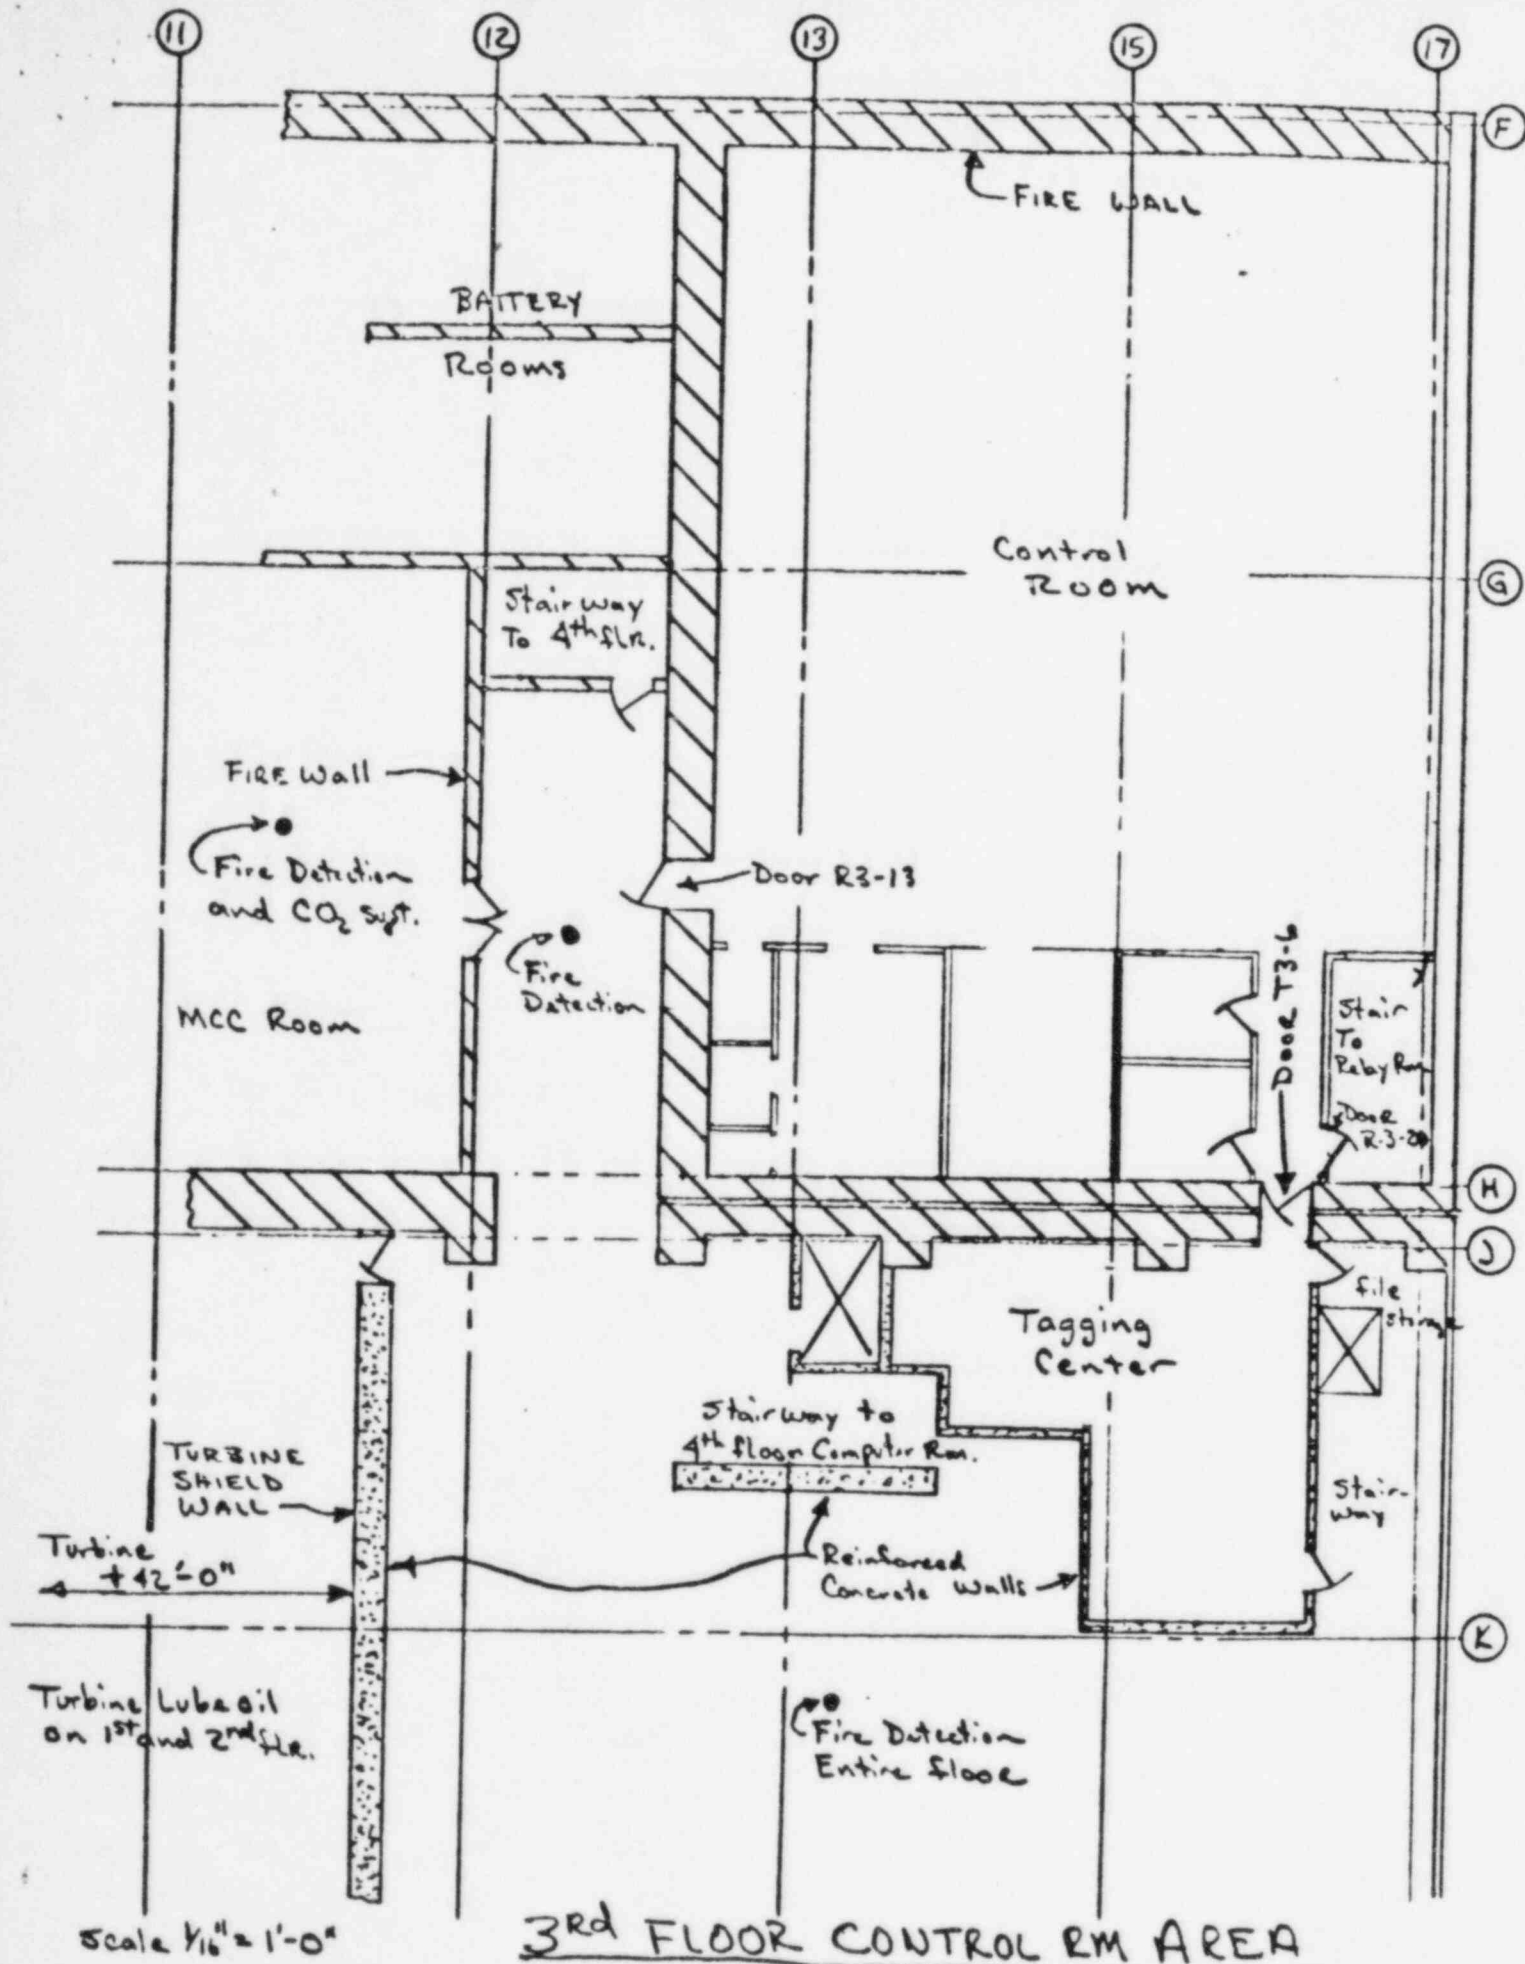 11
12
13
15
17
F
FIRE WALL
BATTERY
Rooms
Control
Room
G
Stairway
To 4th flr.
FIRE Wall
Fire Detection
and CO2 syst.
Door R3-13
Fire
Detection
MCC Room
DOOR T3-6
Stair
To
Relay Rm
Door
H
J
file
storage
Tagging
Center
Stairway to
4th floor Computer Rm.
TURBINE
SHIELD
WALL
Stair-
way
Turbine
+ 42'-0"
Reinforced
Concrete Walls
K
Turbine Lube oil
on 1st and 2nd flr.
Fire Detection
Entire floor
Scale 1/16" = 1'-0"
3Rd FLOOR CONTROL RM AREA